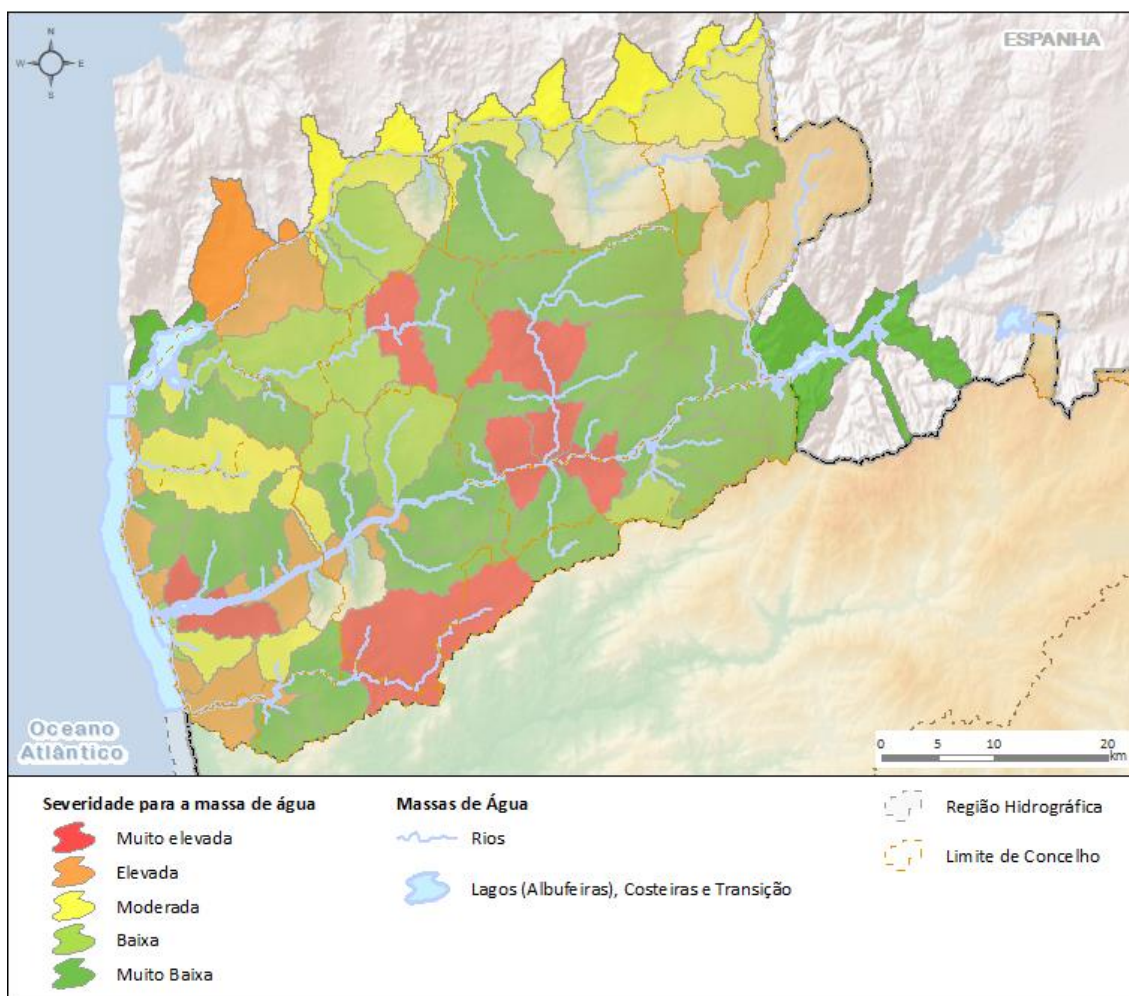 N
W
E
S
ESPANHA
Oceano
Atlântico
0 5 10 20
km
Severidade para a massa de água
Muito elevada
Elevada
Moderada
Baixa
Muito Baixa
Massas de Água
Rios
Lagos (Albufeiras), Costeiras e Transição
Região Hidrográfica
Limite de Concelho